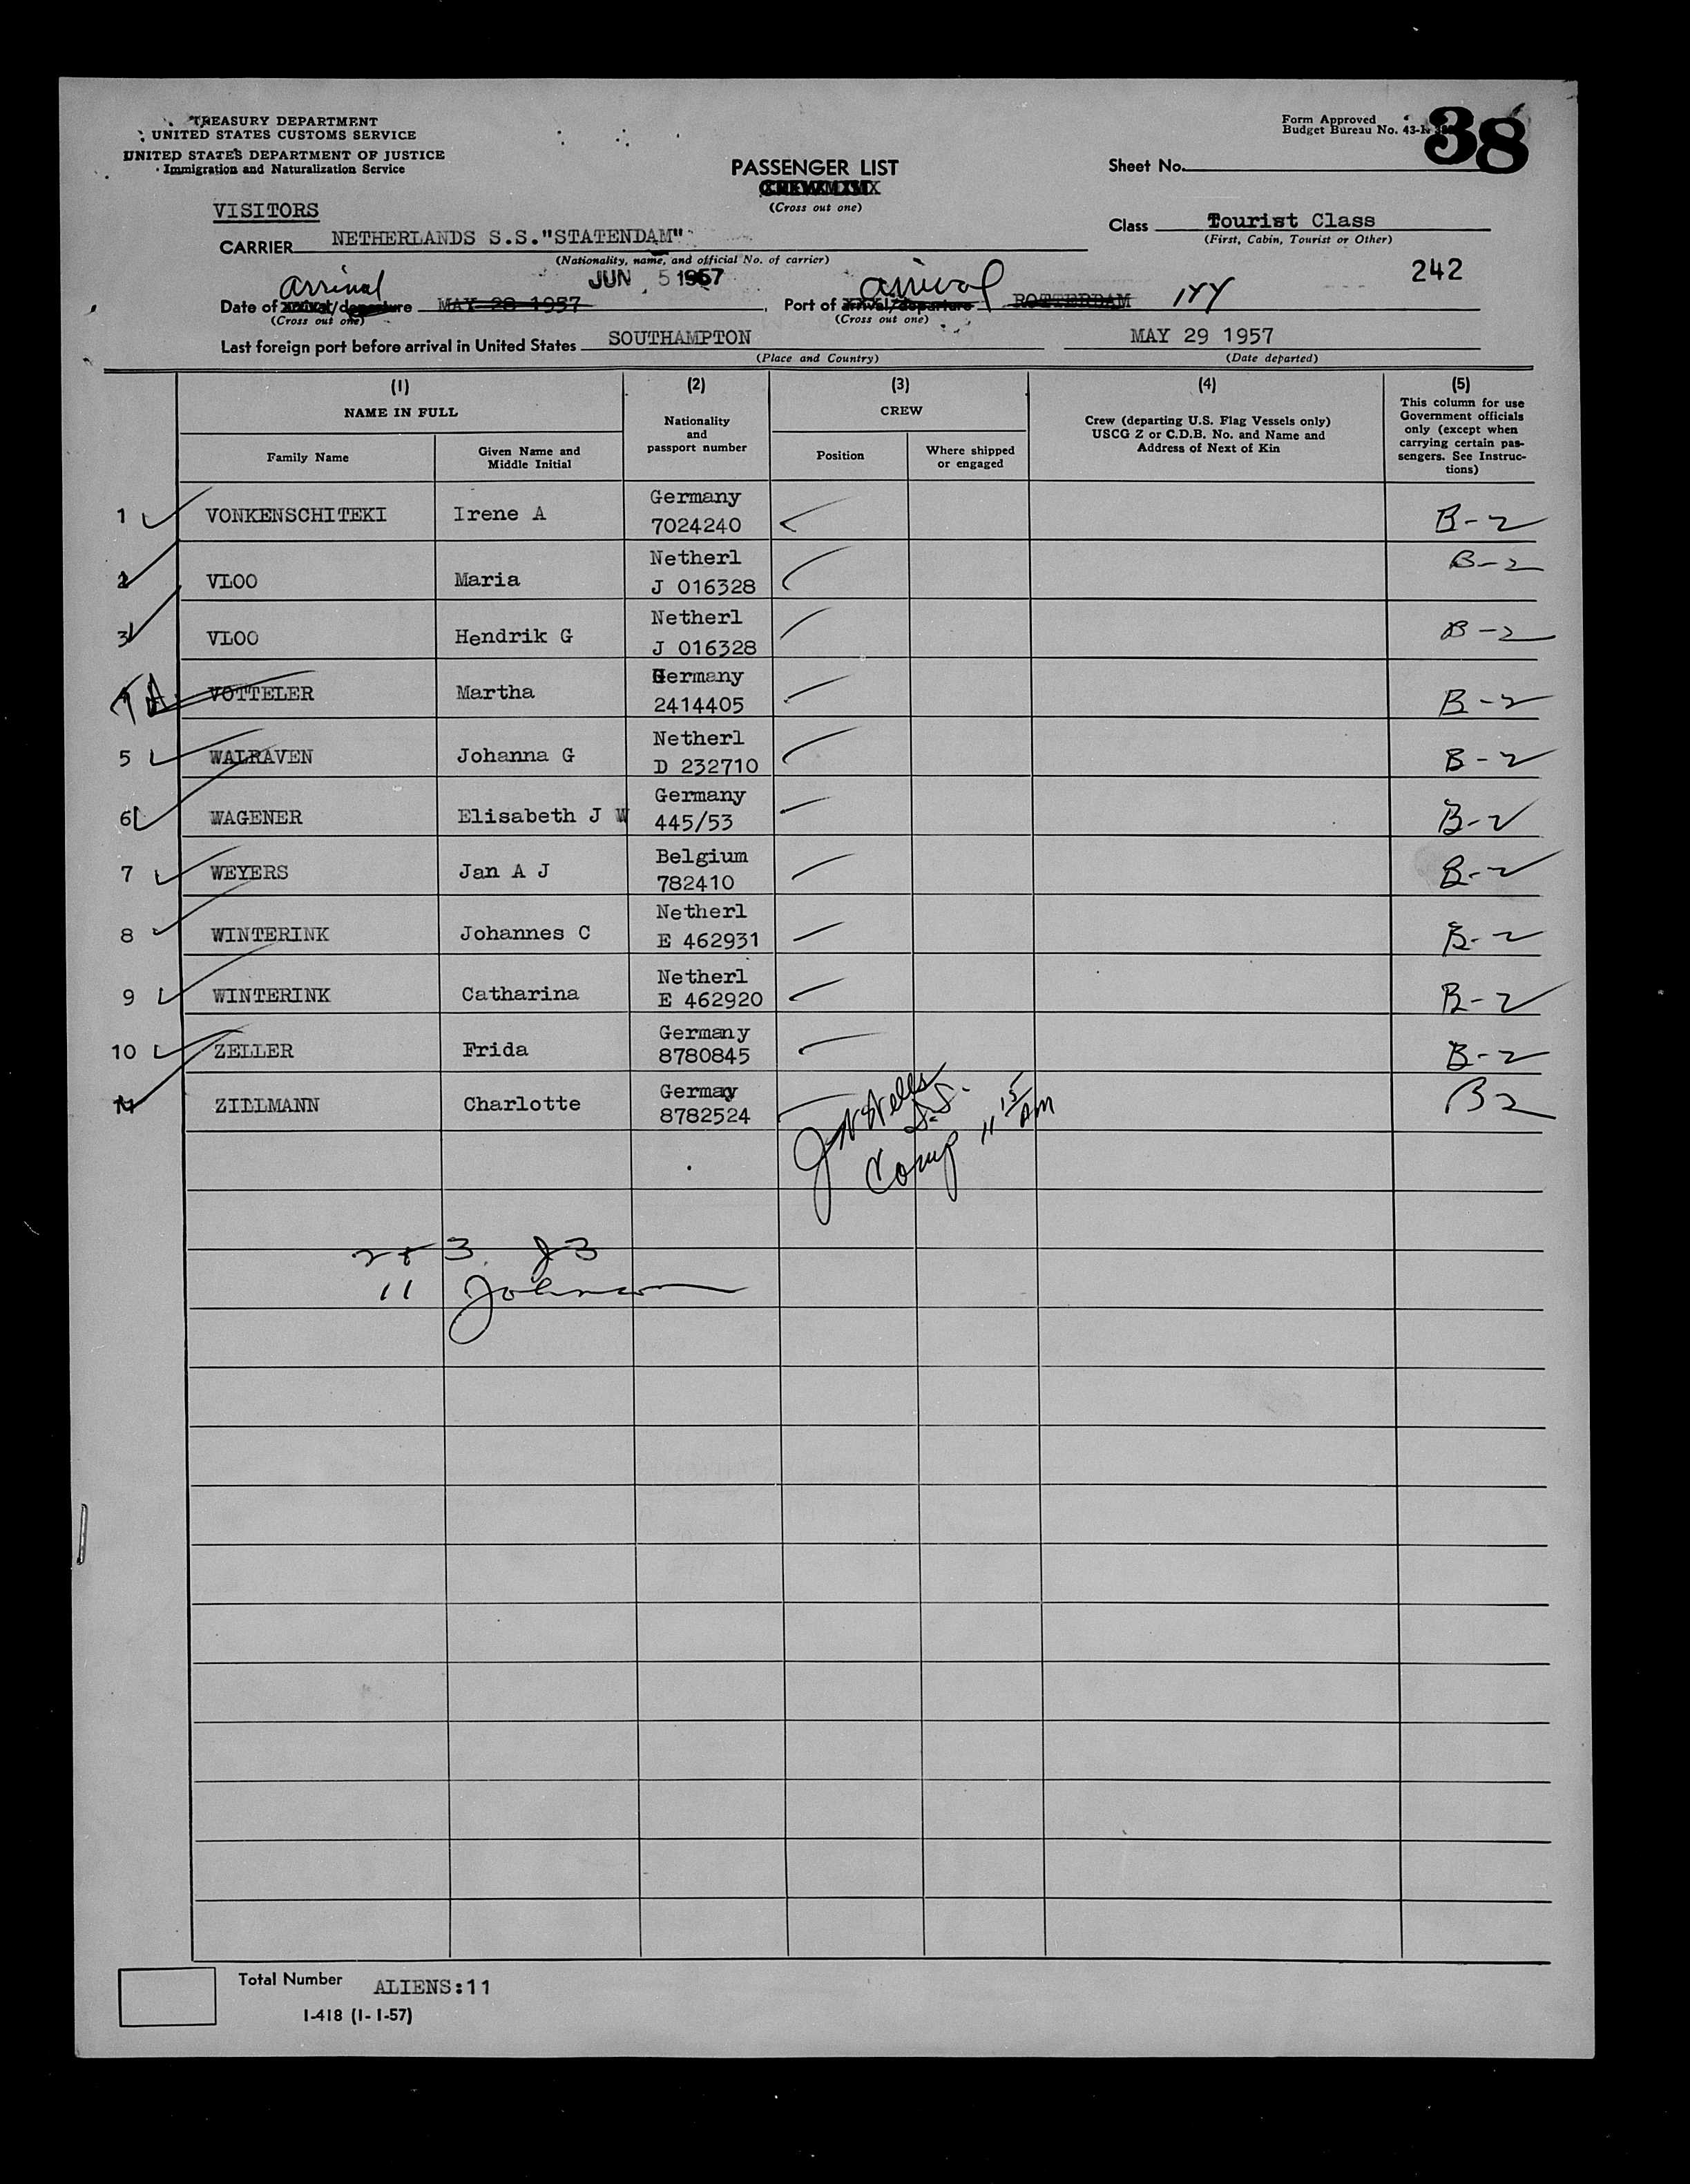 TREASURY DEPARTMENT
UNITED STATES CUSTOMS SERVICE
UNITED STATES DEPARTMENT OF JUSTICE
Immigration and Naturalization Service
Form Approved
Budget Bureau No. 43-R
38
PASSENGER LIST
(Cross out one)
Sheet No.
VISITORS
CARRIER NETHERLANDS S.S."STATENDAM"
(Nationality, name, and official No. of carrier)
Class Tourist Class
(First, Cabin, Tourist or Other)
242
arrival
JUN 5 1957
arrival
Date of arrival/departure MAY 28 1957
Port of arrival/departure ROTTERDAM NYY
(Cross out one)
(Cross out one)
Last foreign port before arrival in United States SOUTHAMPTON MAY 29 1957
(Place and Country) (Date departed)
(1) (2) (3) (4) (5)
NAME IN FULL
Family Name
Given Name and Middle Initial
Nationality and passport number
CREW
Position
Where shipped or engaged
Crew (departing U.S. Flag Vessels only)
USCG Z or C.D.B. No. and Name and
Address of Next of Kin
This column for use
Government officials
only (except when
carrying certain pas-
sengers. See Instruc-
tions)
1 VONKENSCHITEKI Irene A Germany 7024240 B-2
2 VLOO Maria Netherl J 016328 B-2
3 VLOO Hendrik G Netherl J 016328 B-2
4 VOTTELER Martha Germany 2414405 B-2
5 WALRAVEN Johanna G Netherl D 232710 B-2
6 WAGENER Elisabeth J W Germany 445/53 B-2
7 WEYERS Jan A J Belgium 782410 B-2
8 WINTERINK Johannes C Netherl E 462931 B-2
9 WINTERINK Catharina Netherl E 462920 B-2
10 ZELLER Frida Germany 8780845 B-2
11 ZILLMANN Charlotte Germay 8782524 B2
Comp 11 15 AM
11 Johnson
Total Number ALIENS:11
I-418 (1-1-57)